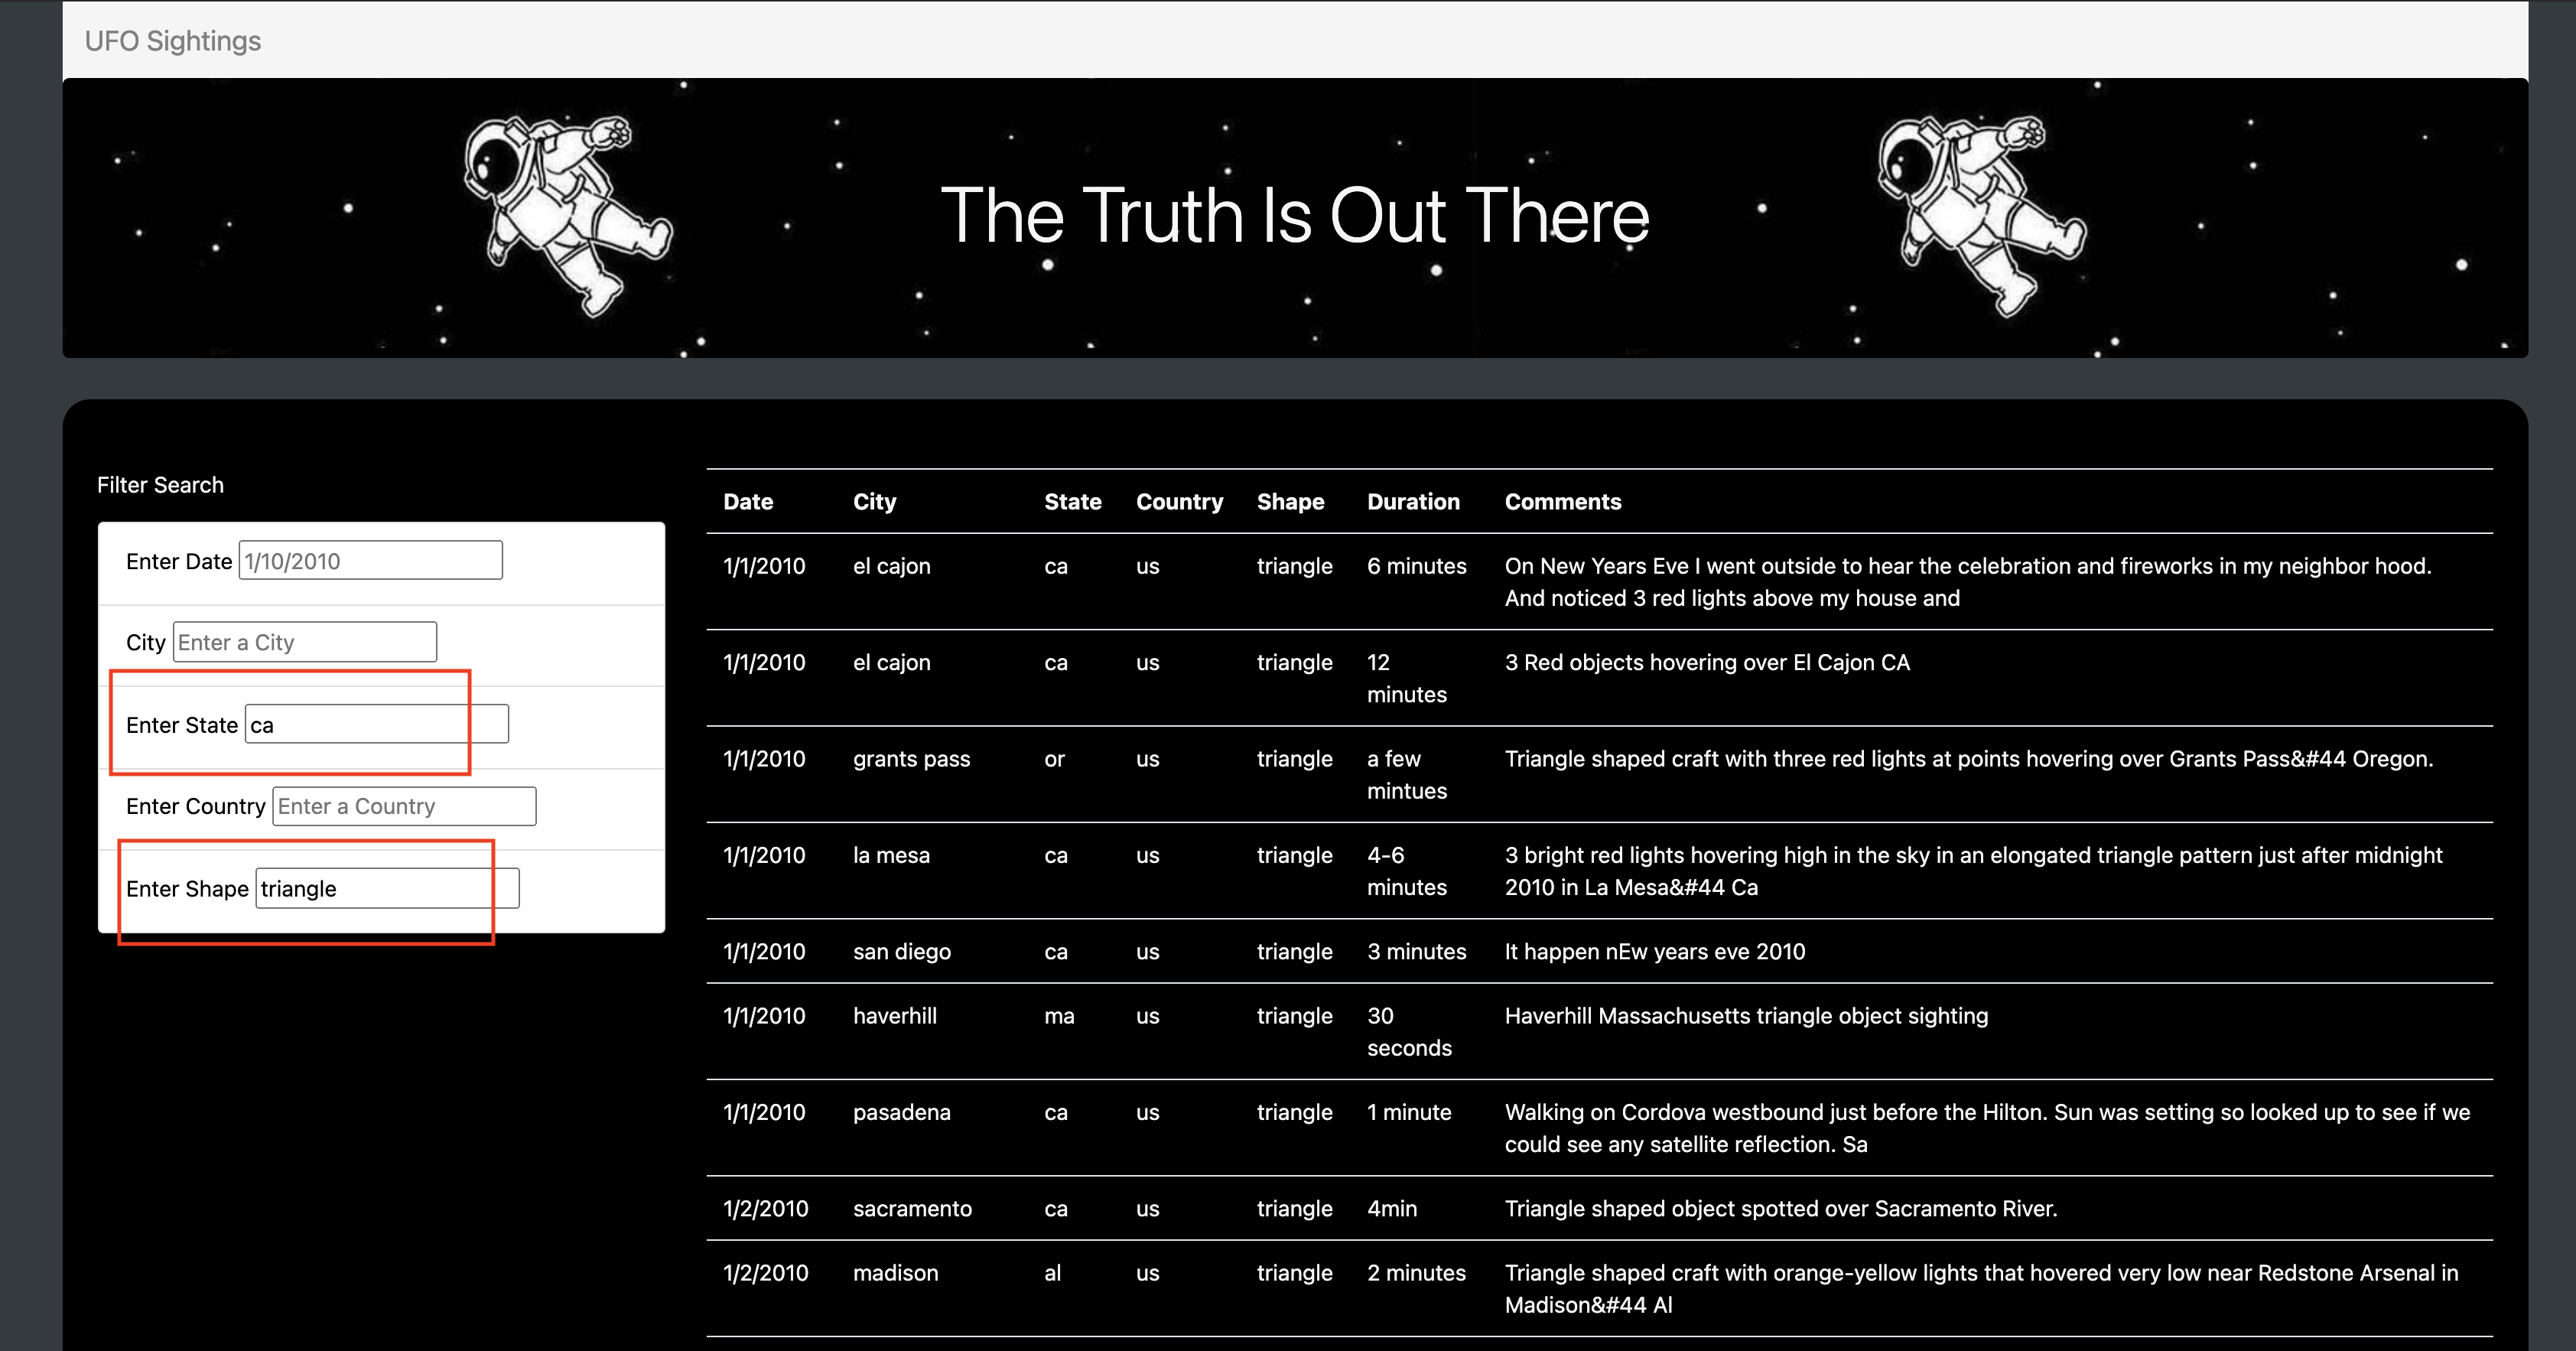 UFO Sightings
The Truth Is Out There
Filter Search
Enter Date 1/10/2010
City Enter a City
Enter State ca
Enter Country Enter a Country
Enter Shape triangle
Date City State Country Shape Duration Comments
1/1/2010 el cajon ca us triangle 6 minutes On New Years Eve I went outside to hear the celebration and fireworks in my neighbor hood.
And noticed 3 red lights above my house and
1/1/2010 el cajon ca us triangle 12 3 Red objects hovering over El Cajon CA
minutes
1/1/2010 grants pass or us triangle a few Triangle shaped craft with three red lights at points hovering over Grants Pass&#44 Oregon.
mintues
1/1/2010 la mesa ca us triangle 4-6 3 bright red lights hovering high in the sky in an elongated triangle pattern just after midnight
minutes 2010 in La Mesa&#44 Ca
1/1/2010 san diego ca us triangle 3 minutes It happen nEw years eve 2010
1/1/2010 haverhill ma us triangle 30 Haverhill Massachusetts triangle object sighting
seconds
1/1/2010 pasadena ca us triangle 1 minute Walking on Cordova westbound just before the Hilton. Sun was setting so looked up to see if we
could see any satellite reflection. Sa
1/2/2010 sacramento ca us triangle 4min Triangle shaped object spotted over Sacramento River.
1/2/2010 madison al us triangle 2 minutes Triangle shaped craft with orange-yellow lights that hovered very low near Redstone Arsenal in
Madison&#44 Al